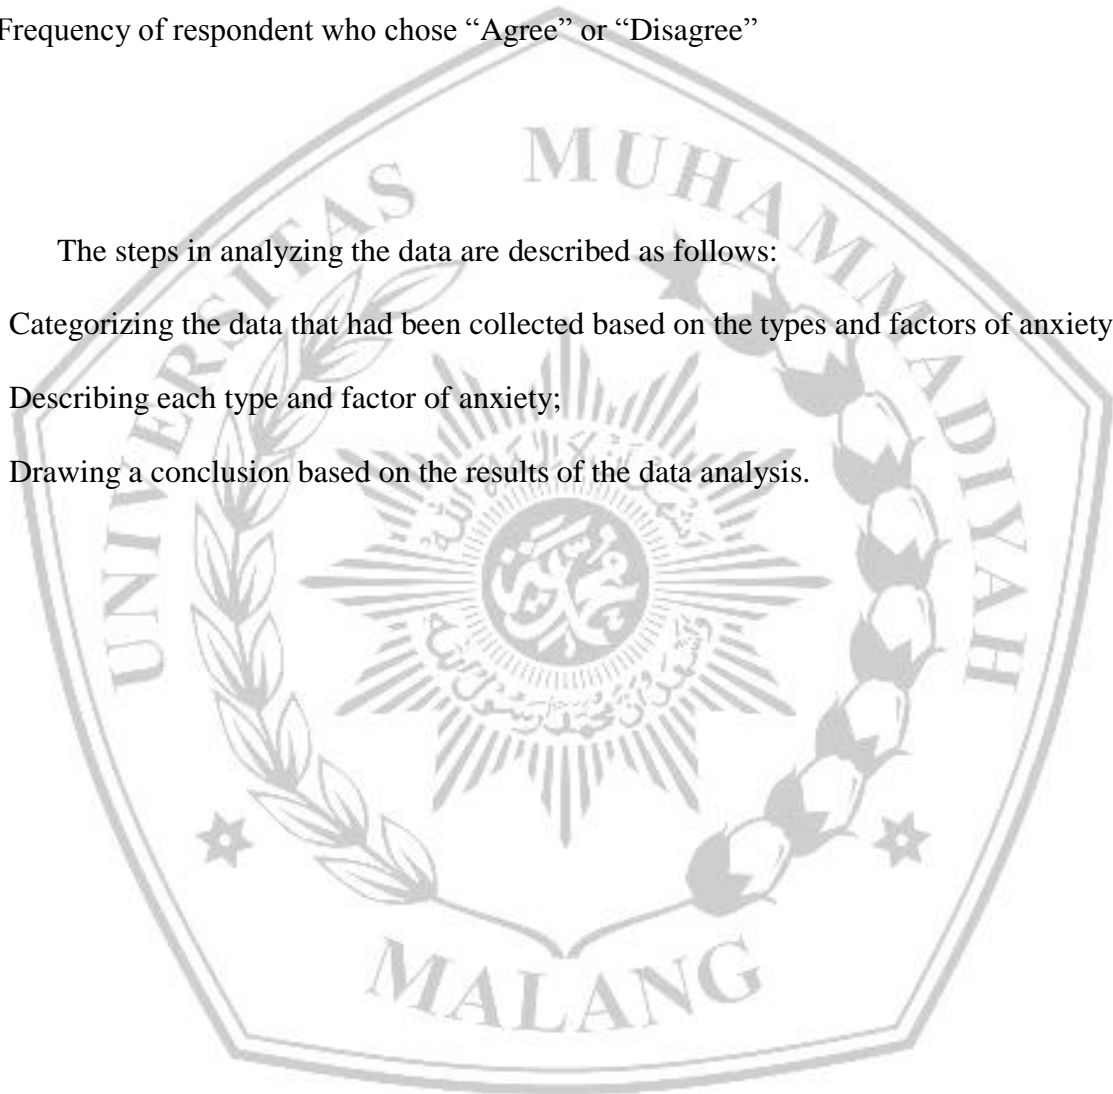 Frequency of respondent who chose “Agree” or “Disagree”
The steps in analyzing the data are described as follows:
Categorizing the data that had been collected based on the types and factors of anxiety
Describing each type and factor of anxiety;
Drawing a conclusion based on the results of the data analysis.
UNIVERSITAS MUHAMMADIYAH
MALANG